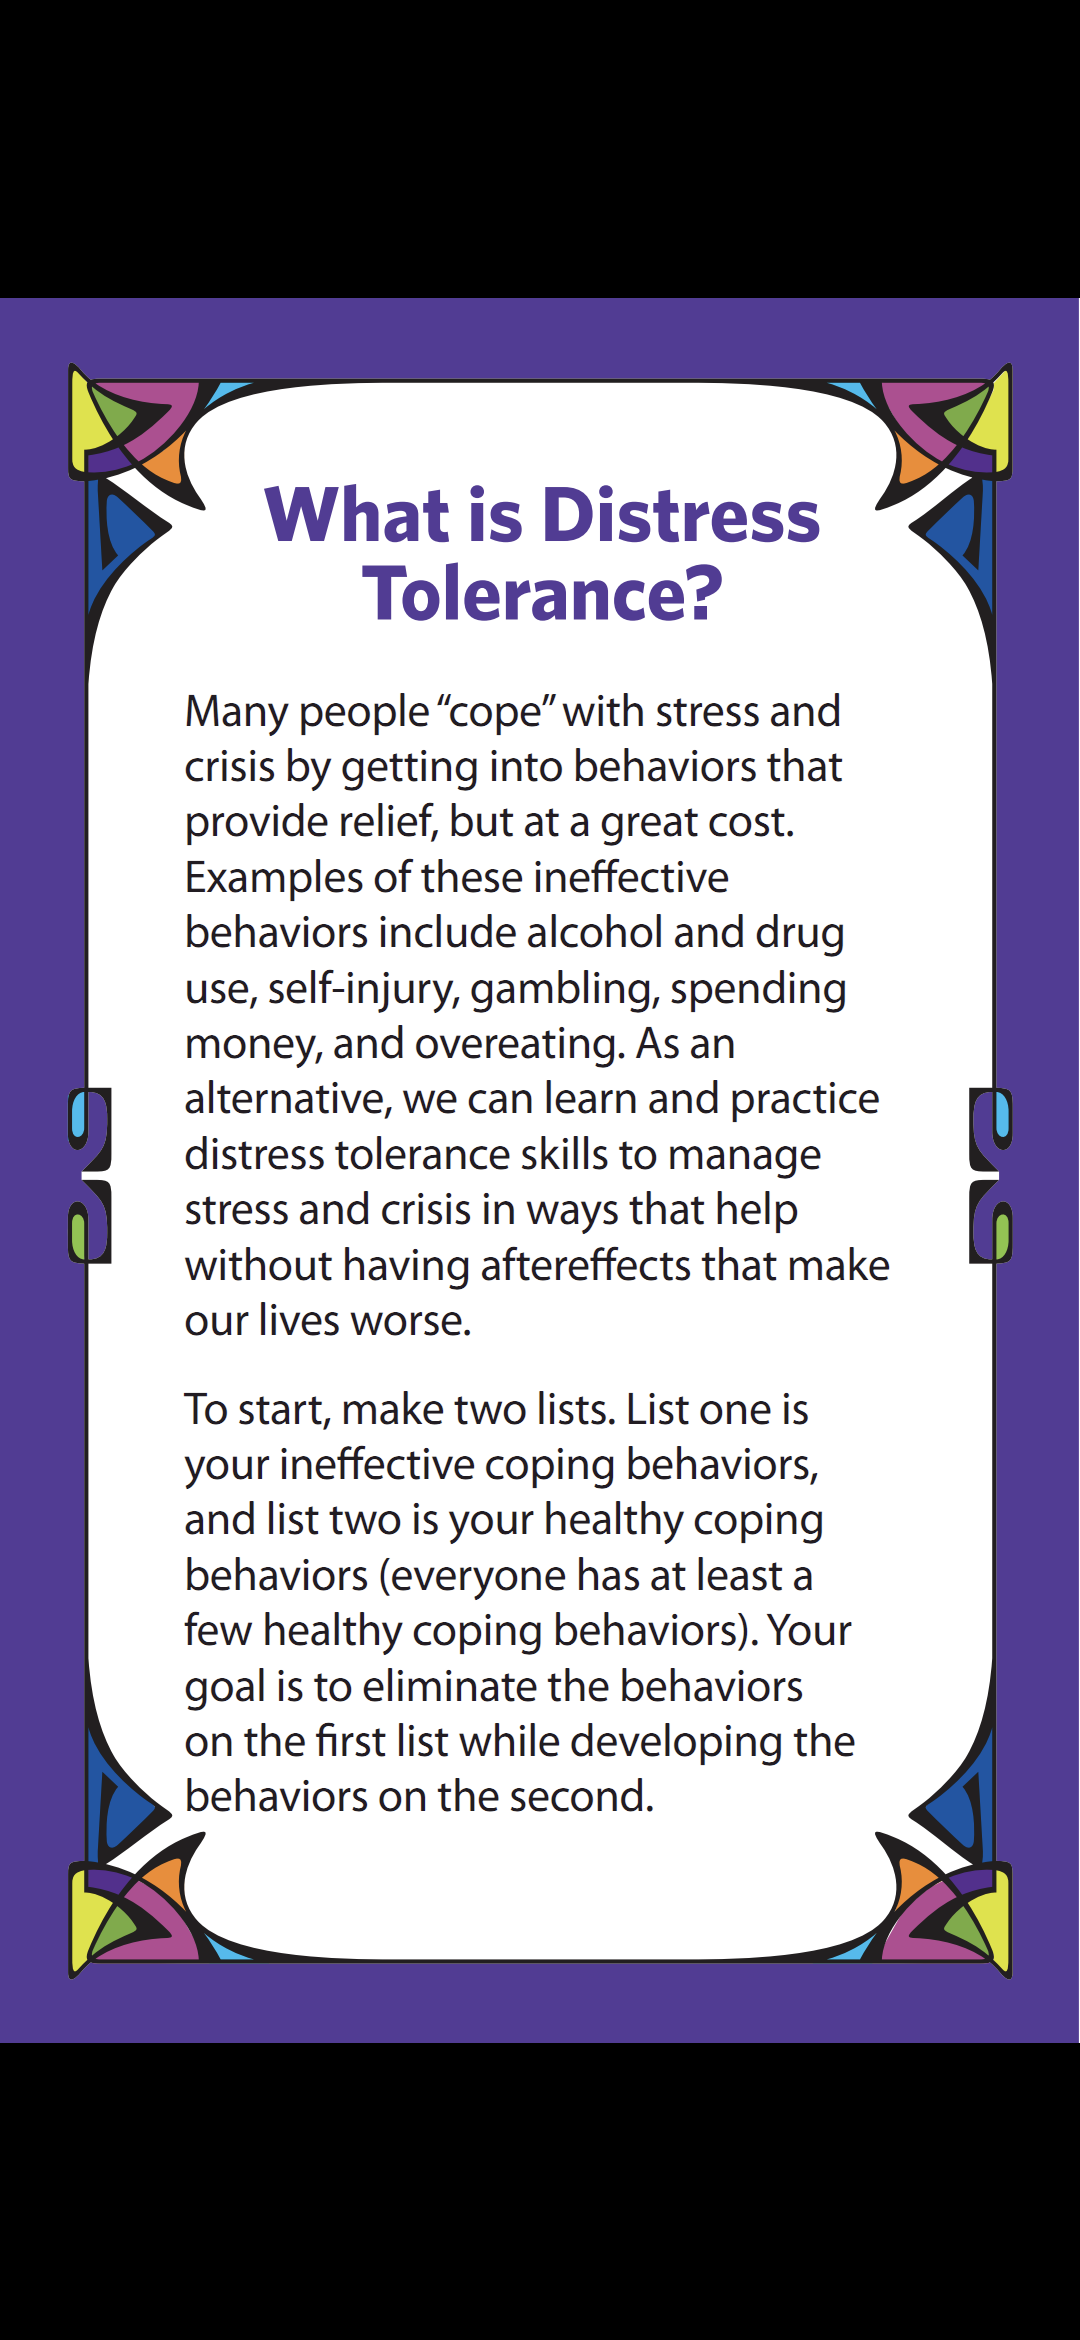 What is Distress
Tolerance?
Many people “cope” with stress and
crisis by getting into behaviors that
provide relief, but at a great cost.
Examples of these ineffective
behaviors include alcohol and drug
use, self-injury, gambling, spending
money, and overeating. As an
alternative, we can learn and practice
distress tolerance skills to manage
stress and crisis in ways that help
without having aftereffects that make
our lives worse.
To start, make two lists. List one is
your ineffective coping behaviors,
and list two is your healthy coping
behaviors (everyone has at least a
few healthy coping behaviors). Your
goal is to eliminate the behaviors
on the first list while developing the
behaviors on the second.